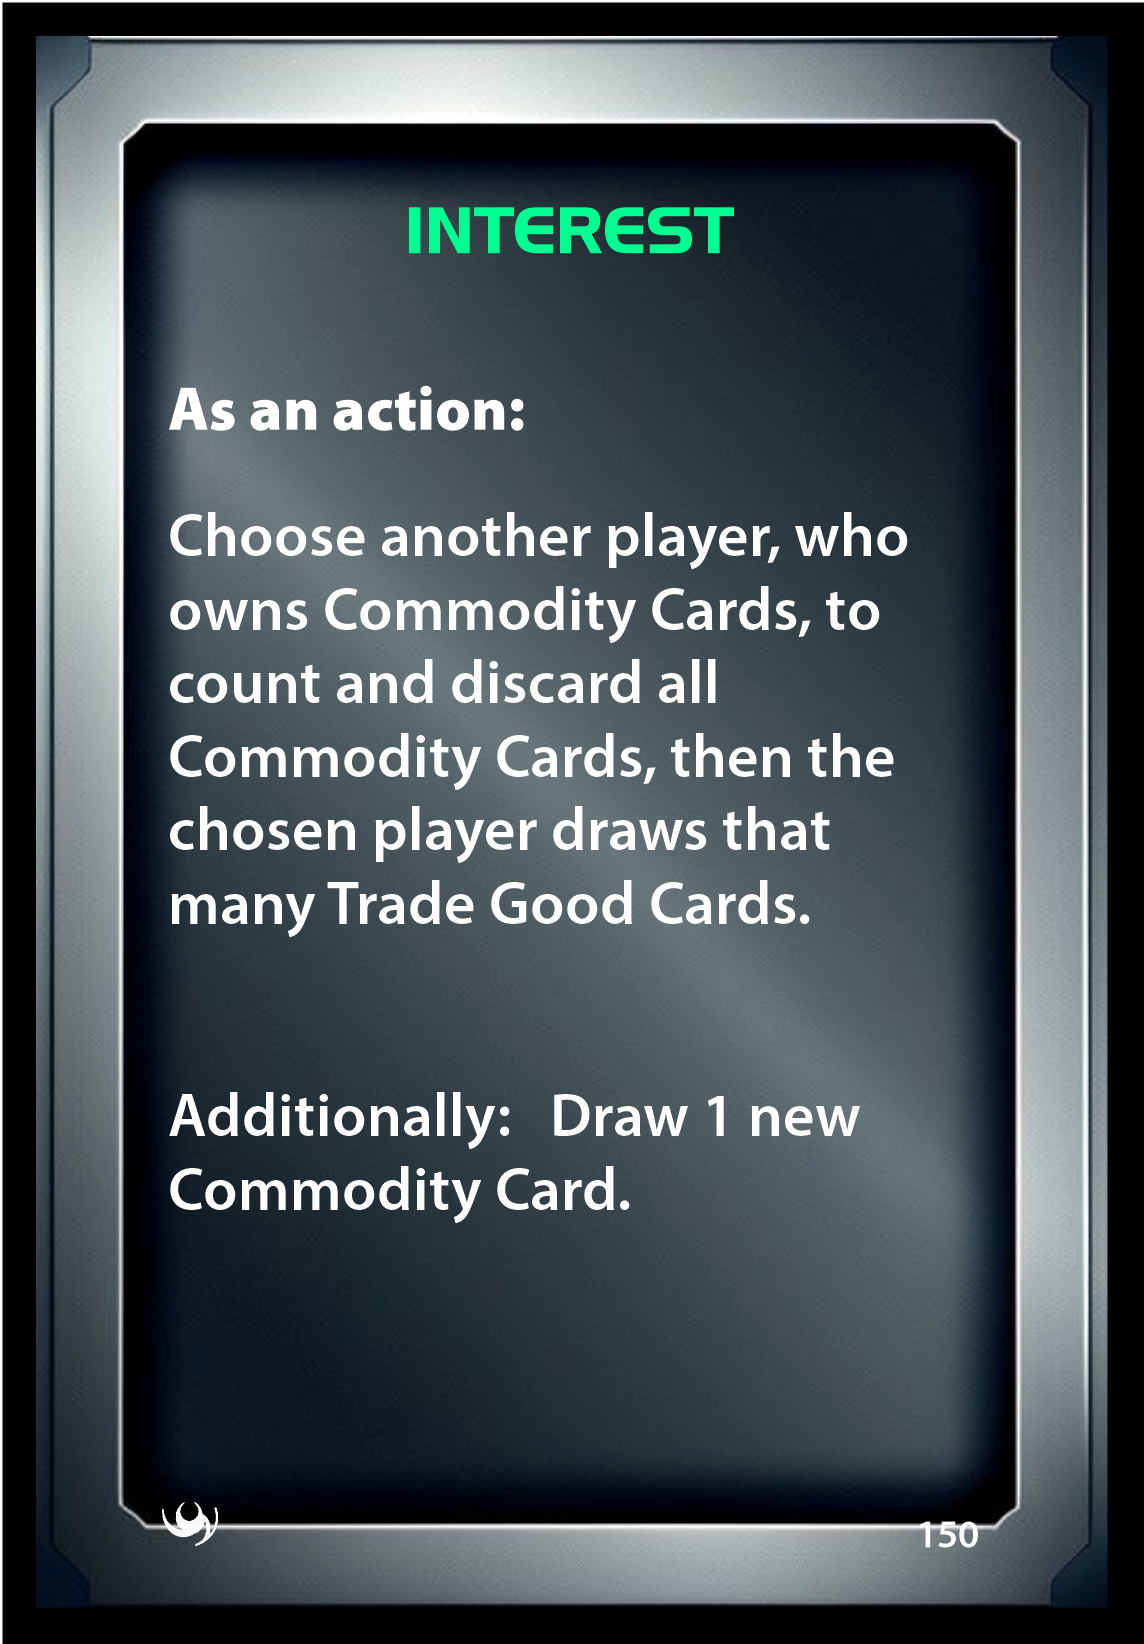 INTEREST
As an action:
Choose another player, who
owns Commodity Cards, to
count and discard all
Commodity Cards, then the
chosen player draws that
many Trade Good Cards.
Additionally:   Draw 1 new
Commodity Card.
150